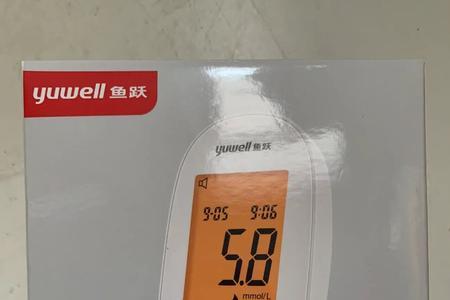 yuwell 鱼跃
yuwell 鱼跃
9-05 9:06
5.8
mmol/L